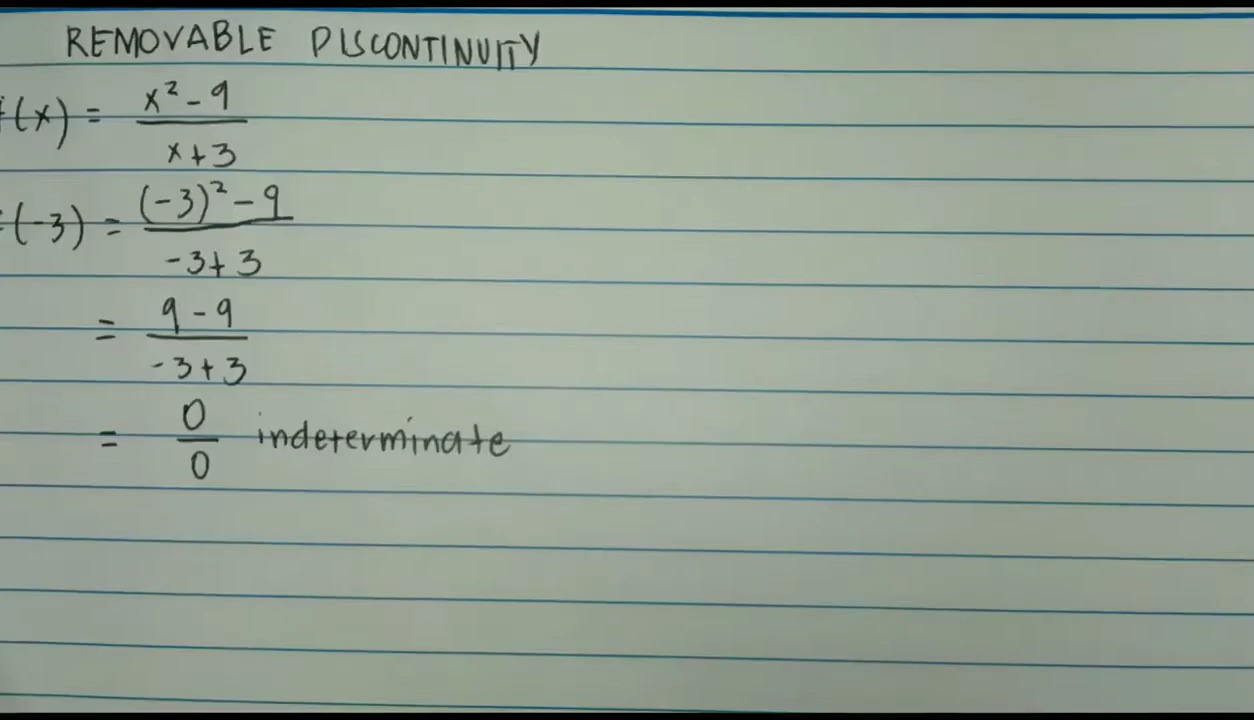 REMOVABLE DISCONTINUITY
f(x) = x² - 9 / x + 3
f(-3) = (-3)² - 9 / -3 + 3
= 9 - 9 / -3 + 3
= 0 / 0 indeterminate